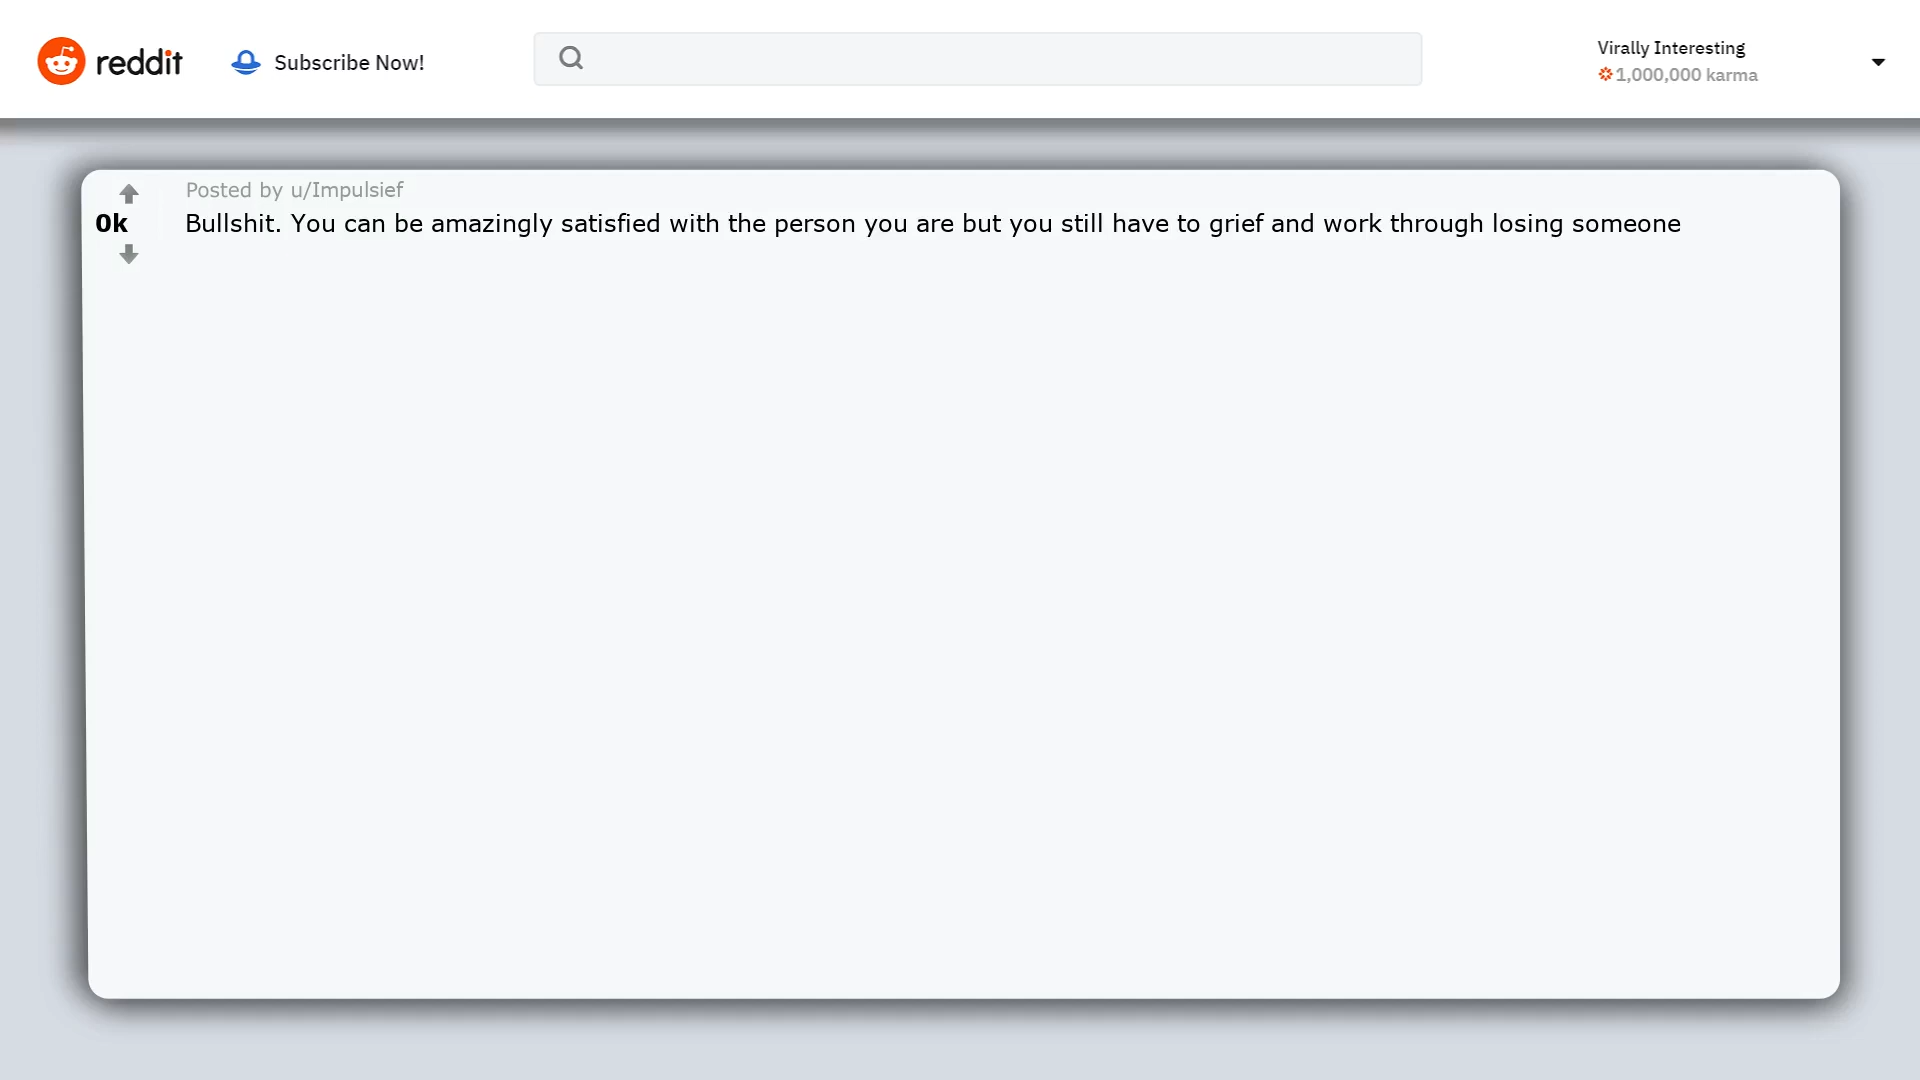 reddit
Subscribe Now!
Virally Interesting
1,000,000 karma
Posted by u/Impulsief
0k
Bullshit. You can be amazingly satisfied with the person you are but you still have to grief and work through losing someone